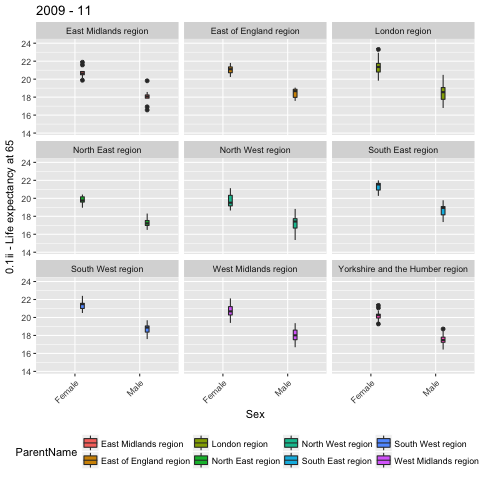 2009 - 11
East Midlands region
East of England region
London region
24
22
20
18
16
14
North East region
North West region
South East region
24
22
20
18
16
14
South West region
West Midlands region
Yorkshire and the Humber region
24
22
20
18
16
14
0.1ii - Life expectancy at 65
Female
Male
Female
Male
Female
Male
Sex
ParentName
East Midlands region
London region
North West region
South West region
East of England region
North East region
South East region
West Midlands region